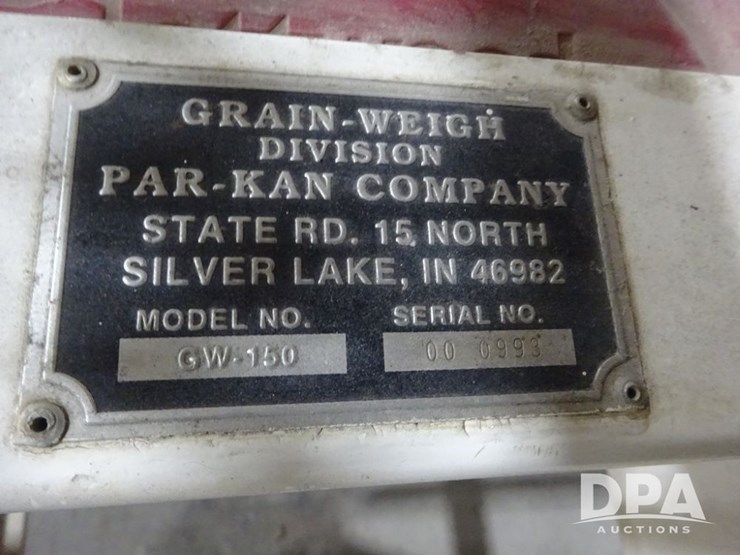 GRAIN-WEIGH
DIVISION
PAR-KAN COMPANY
STATE RD. 15 NORTH
SILVER LAKE, IN 46982
MODEL NO. SERIAL NO.
GW-150 00 0993
DPA
AUCTIONS